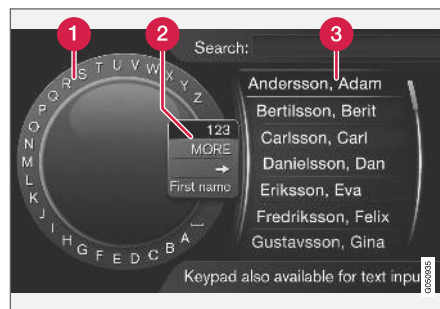 1
2
3
Search:
A B C D E F G H I J K L M N O P Q R S T U V W X Y Z
123
MORE
→
First name
Andersson, Adam
Bertilsson, Berit
Carlsson, Carl
Danielsson, Dan
Eriksson, Eva
Fredriksson, Felix
Gustavsson, Gina
Keypad also available for text inpu
G050935